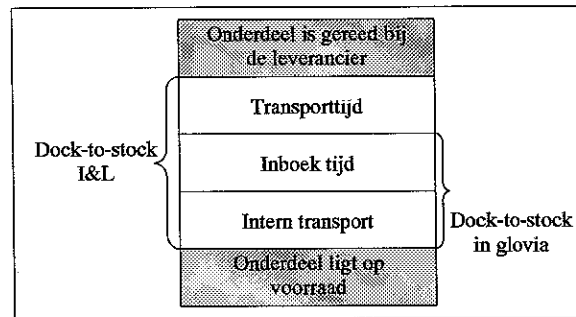 Onderdeel is gereed bij
de leverancier
Transporttijd
Dock-to-stock
I&L
Inboek tijd
Intern transport
Dock-to-stock
in glovia
Onderdeel ligt op
voorraad